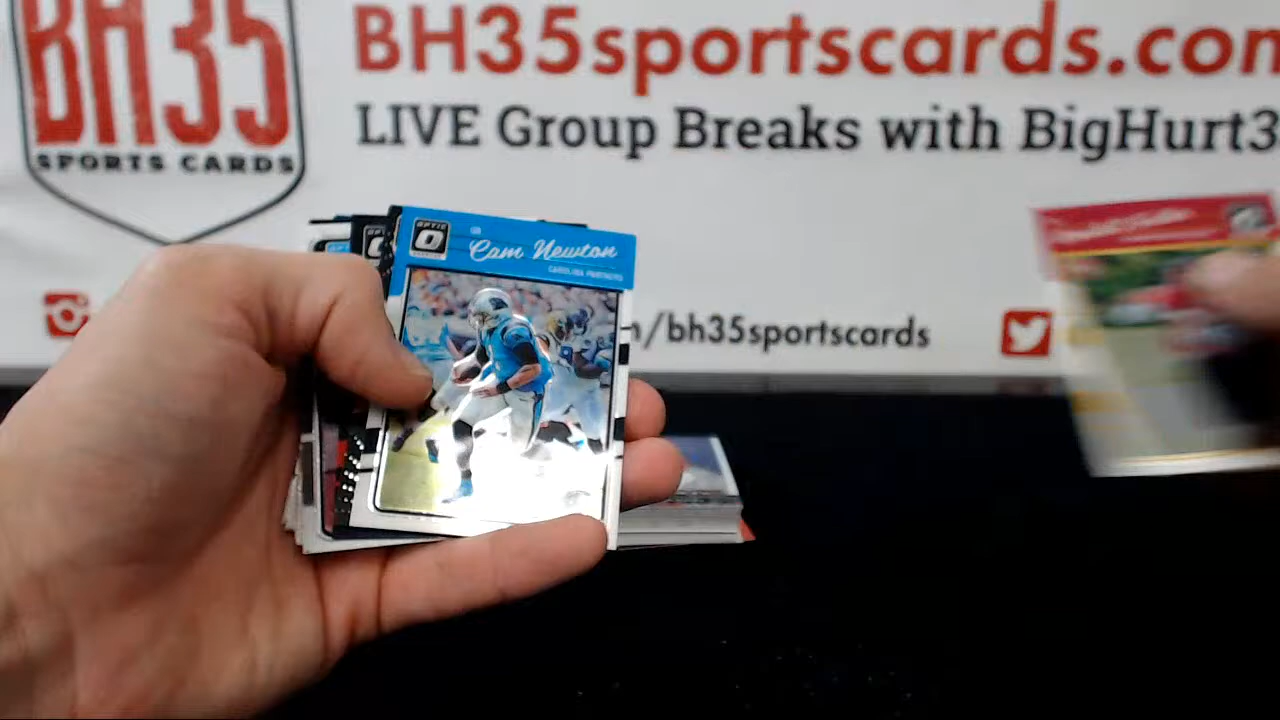 BH35
SPORTS CARDS
BH35sportscards.com
LIVE Group Breaks with BigHurt3
/bh35sportscards
OPTIC
QB
Cam Newton
CAROLINA PANTHERS